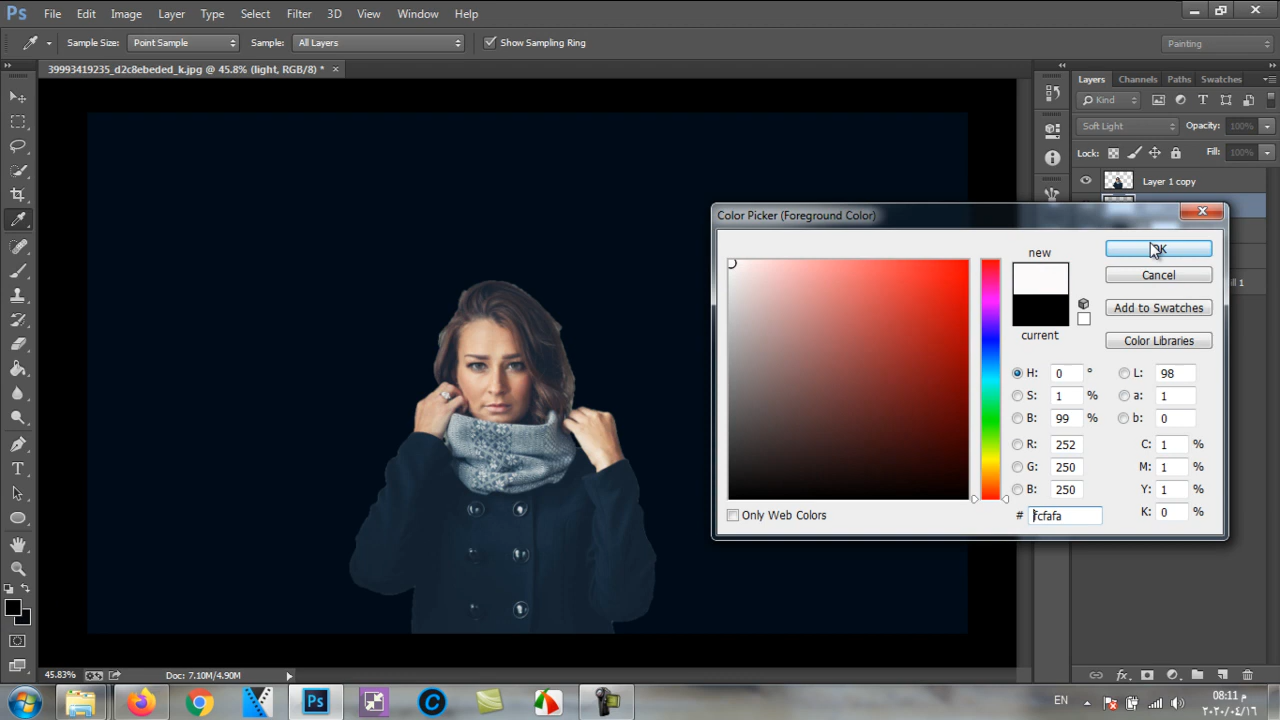 Ps File Edit Image Layer Type Select Filter 3D View Window Help
Sample Size: Point Sample Sample: All Layers Show Sampling Ring Painting
39993419235_d2c8ebeded_k.jpg @ 45.8% (light, RGB/8) * ×
Layers Channels Paths Swatches
Kind
Soft Light Opacity: 100%
Lock: Fill: 100%
Layer 1 copy
Color Picker (Foreground Color)
new
OK
Cancel
Add to Swatches
current
Color Libraries
H: 0 ° L: 98
S: 1 % a: 1
B: 99 % b: 0
R: 252 C: 1 %
G: 250 M: 1 %
B: 250 Y: 1 %
# fcfafa K: 0 %
Only Web Colors
45.83% Doc: 7.10M/4.90M
Ps EN 08:11 م
٢٠٢٠/٠٤/١٦